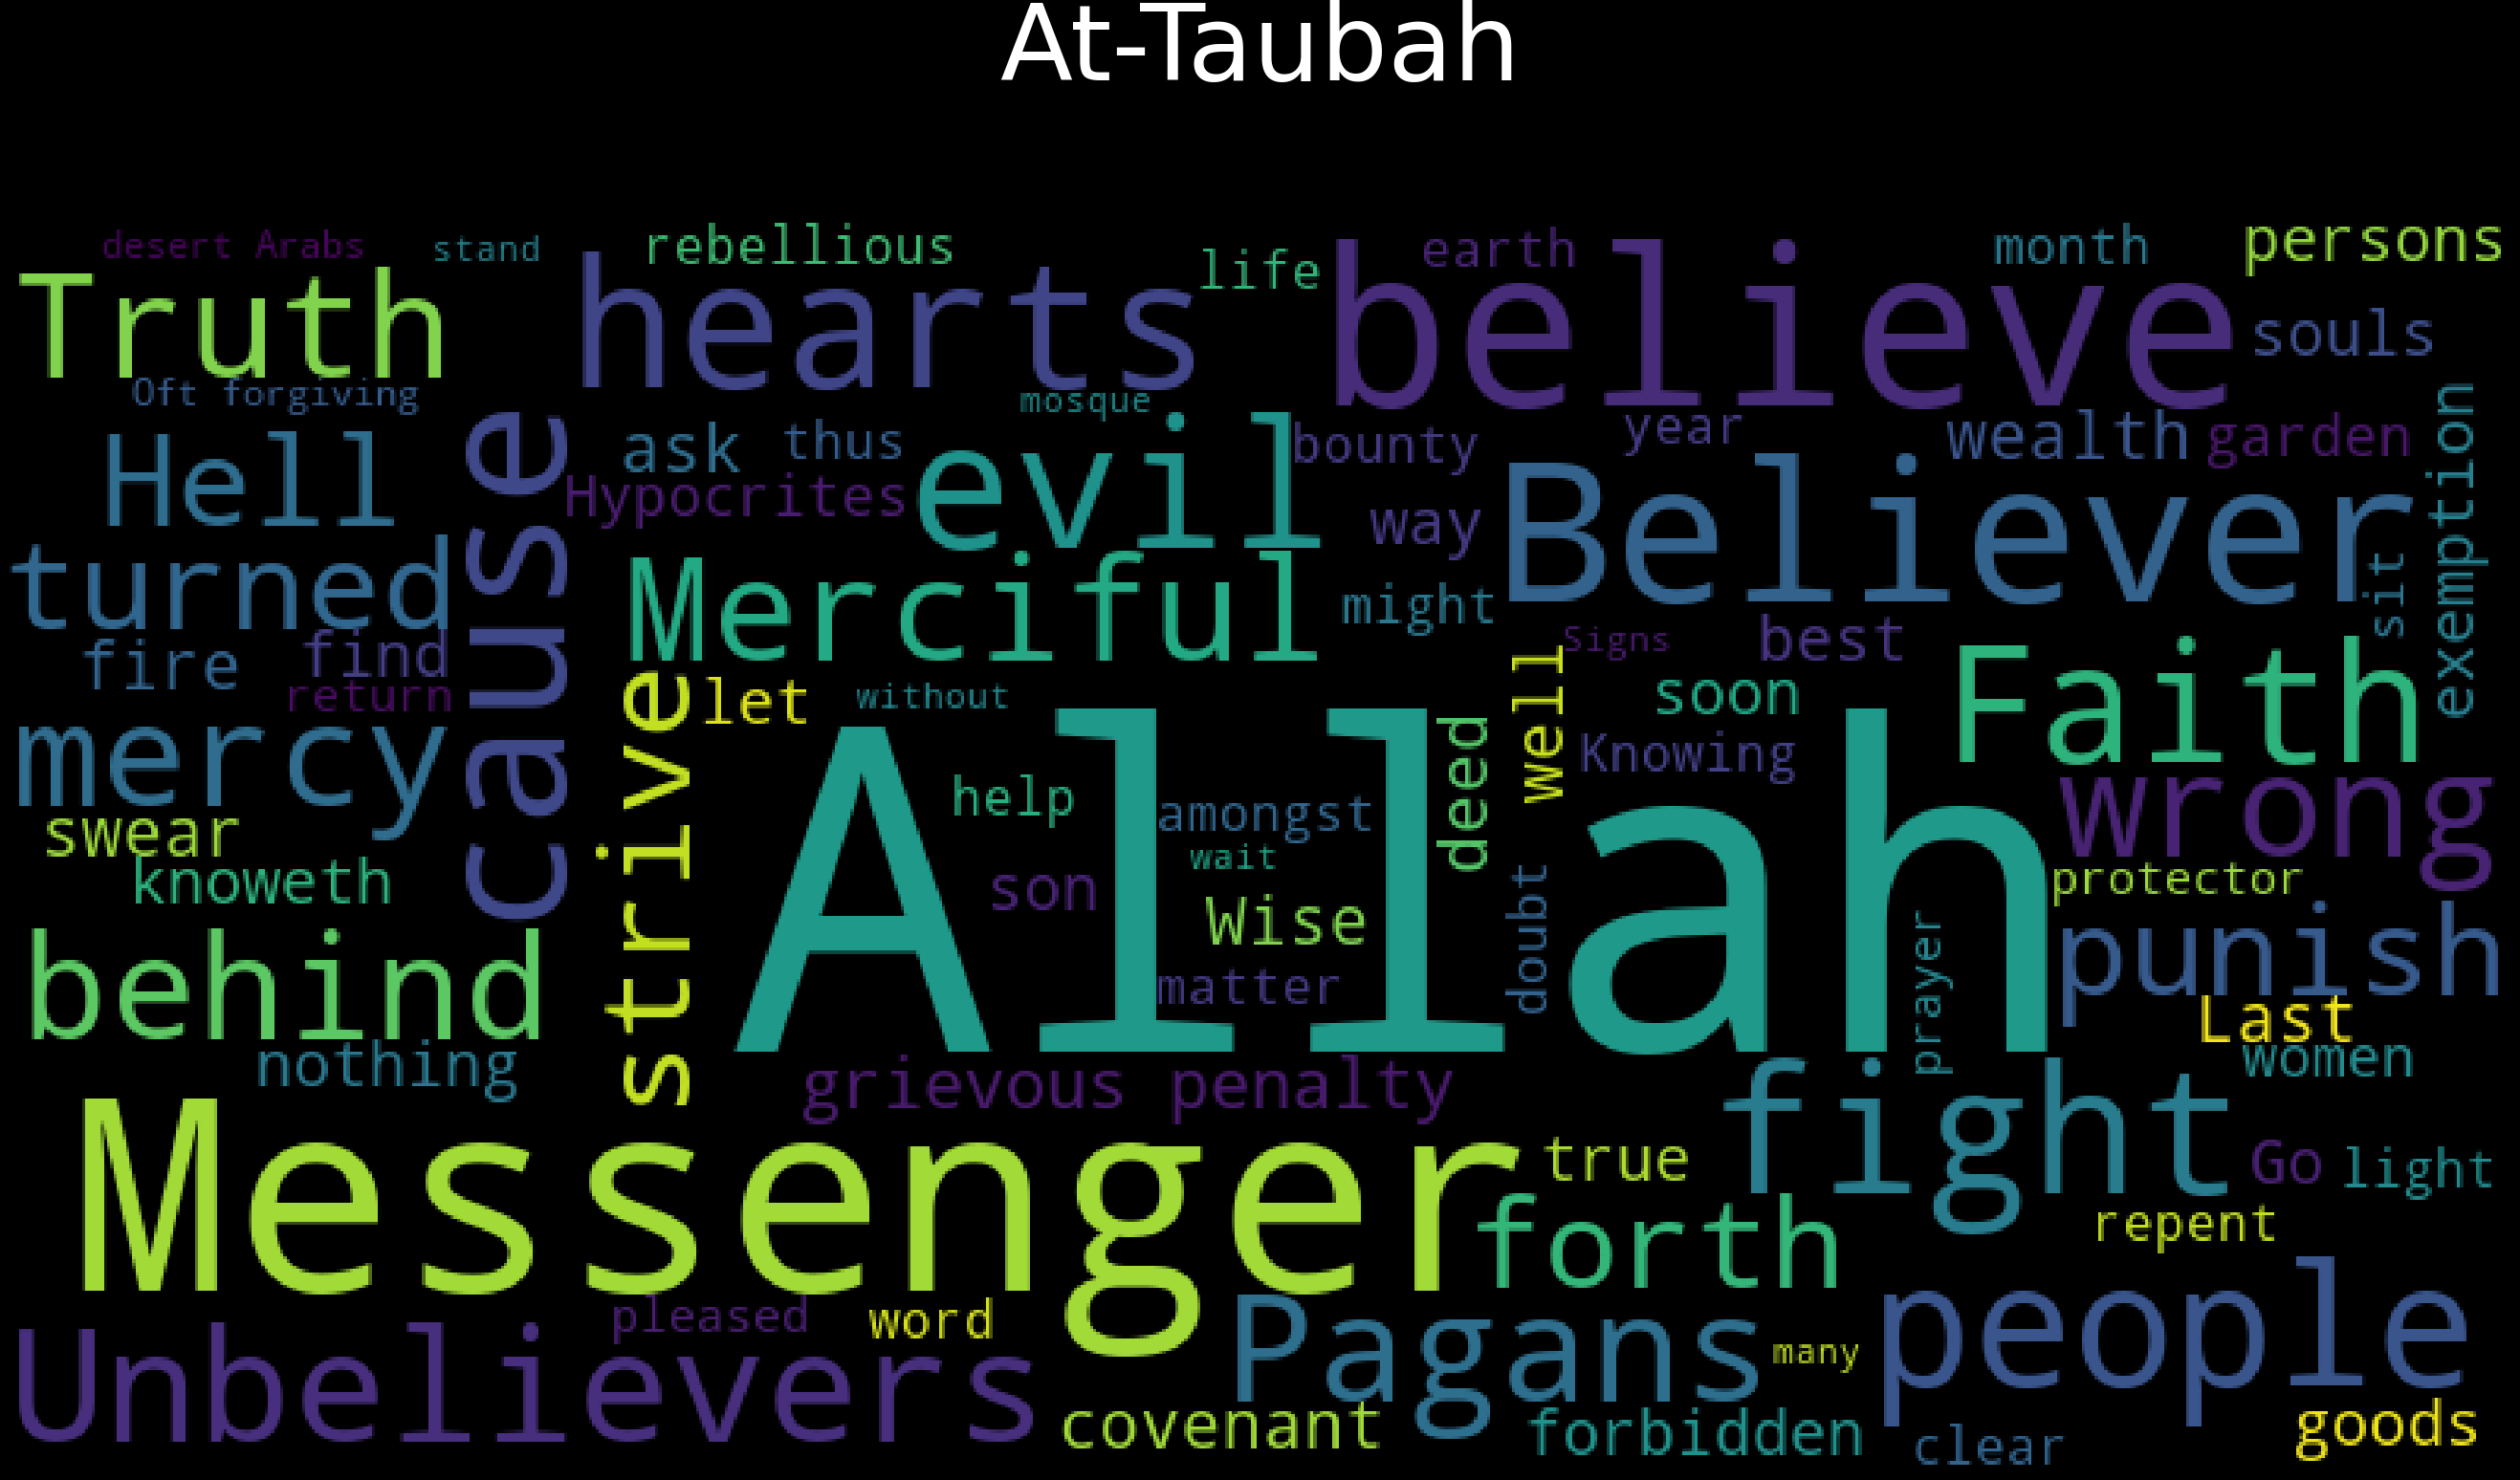 At-Taubah
desert Arabs stand rebellious life earth month persons
Truth hearts believe souls
Oft forgiving mosque
Hell cause ask thus evil bounty year wealth garden exemption
Hypocrites way Believer
turned Merciful might sit
fire find Signs best
return strive let without well soon Faith
mercy Allah help amongst deed Knowing wrong
swear wait
knoweth son Wise doubt protector
behind matter prayer punish
Last
nothing grievous penalty fight women
Messenger true Go light
forth repent
Unbelievers pleased word Pagans many people
covenant forbidden clear goods